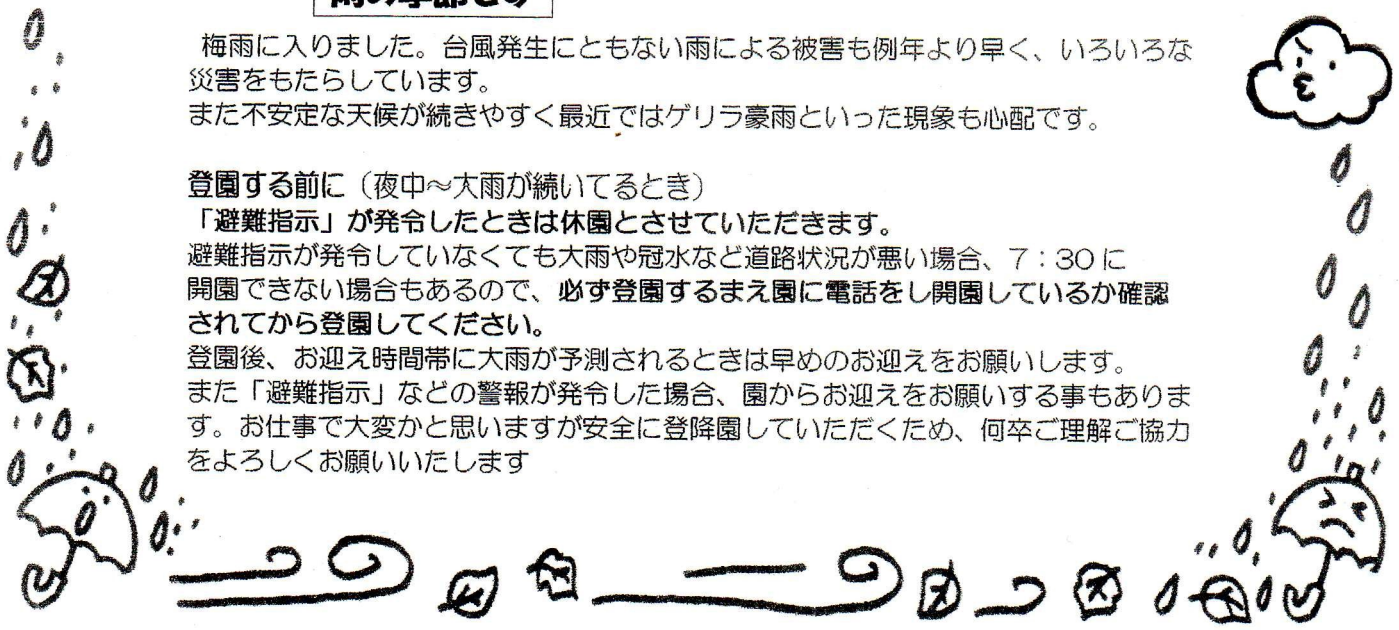 梅雨に入りました。台風発生にともない雨による被害も例年より早く、いろいろな
災害をもたらしています。
また不安定な天候が続きやすく最近ではゲリラ豪雨といった現象も心配です。
登園する前に（夜中～大雨が続いてるとき）
「避難指示」が発令したときは休園とさせていただきます。
避難指示が発令していなくても大雨や冠水など道路状況が悪い場合、７：３０に
開園できない場合もあるので、必ず登園するまえ園に電話をし開園しているか確認
されてから登園してください。
登園後、お迎え時間帯に大雨が予測されるときは早めのお迎えをお願いします。
また「避難指示」などの警報が発令した場合、園からお迎えをお願いする事もありま
す。お仕事で大変かと思いますが安全に登降園していただくため、何卒ご理解ご協力
をよろしくお願いいたします